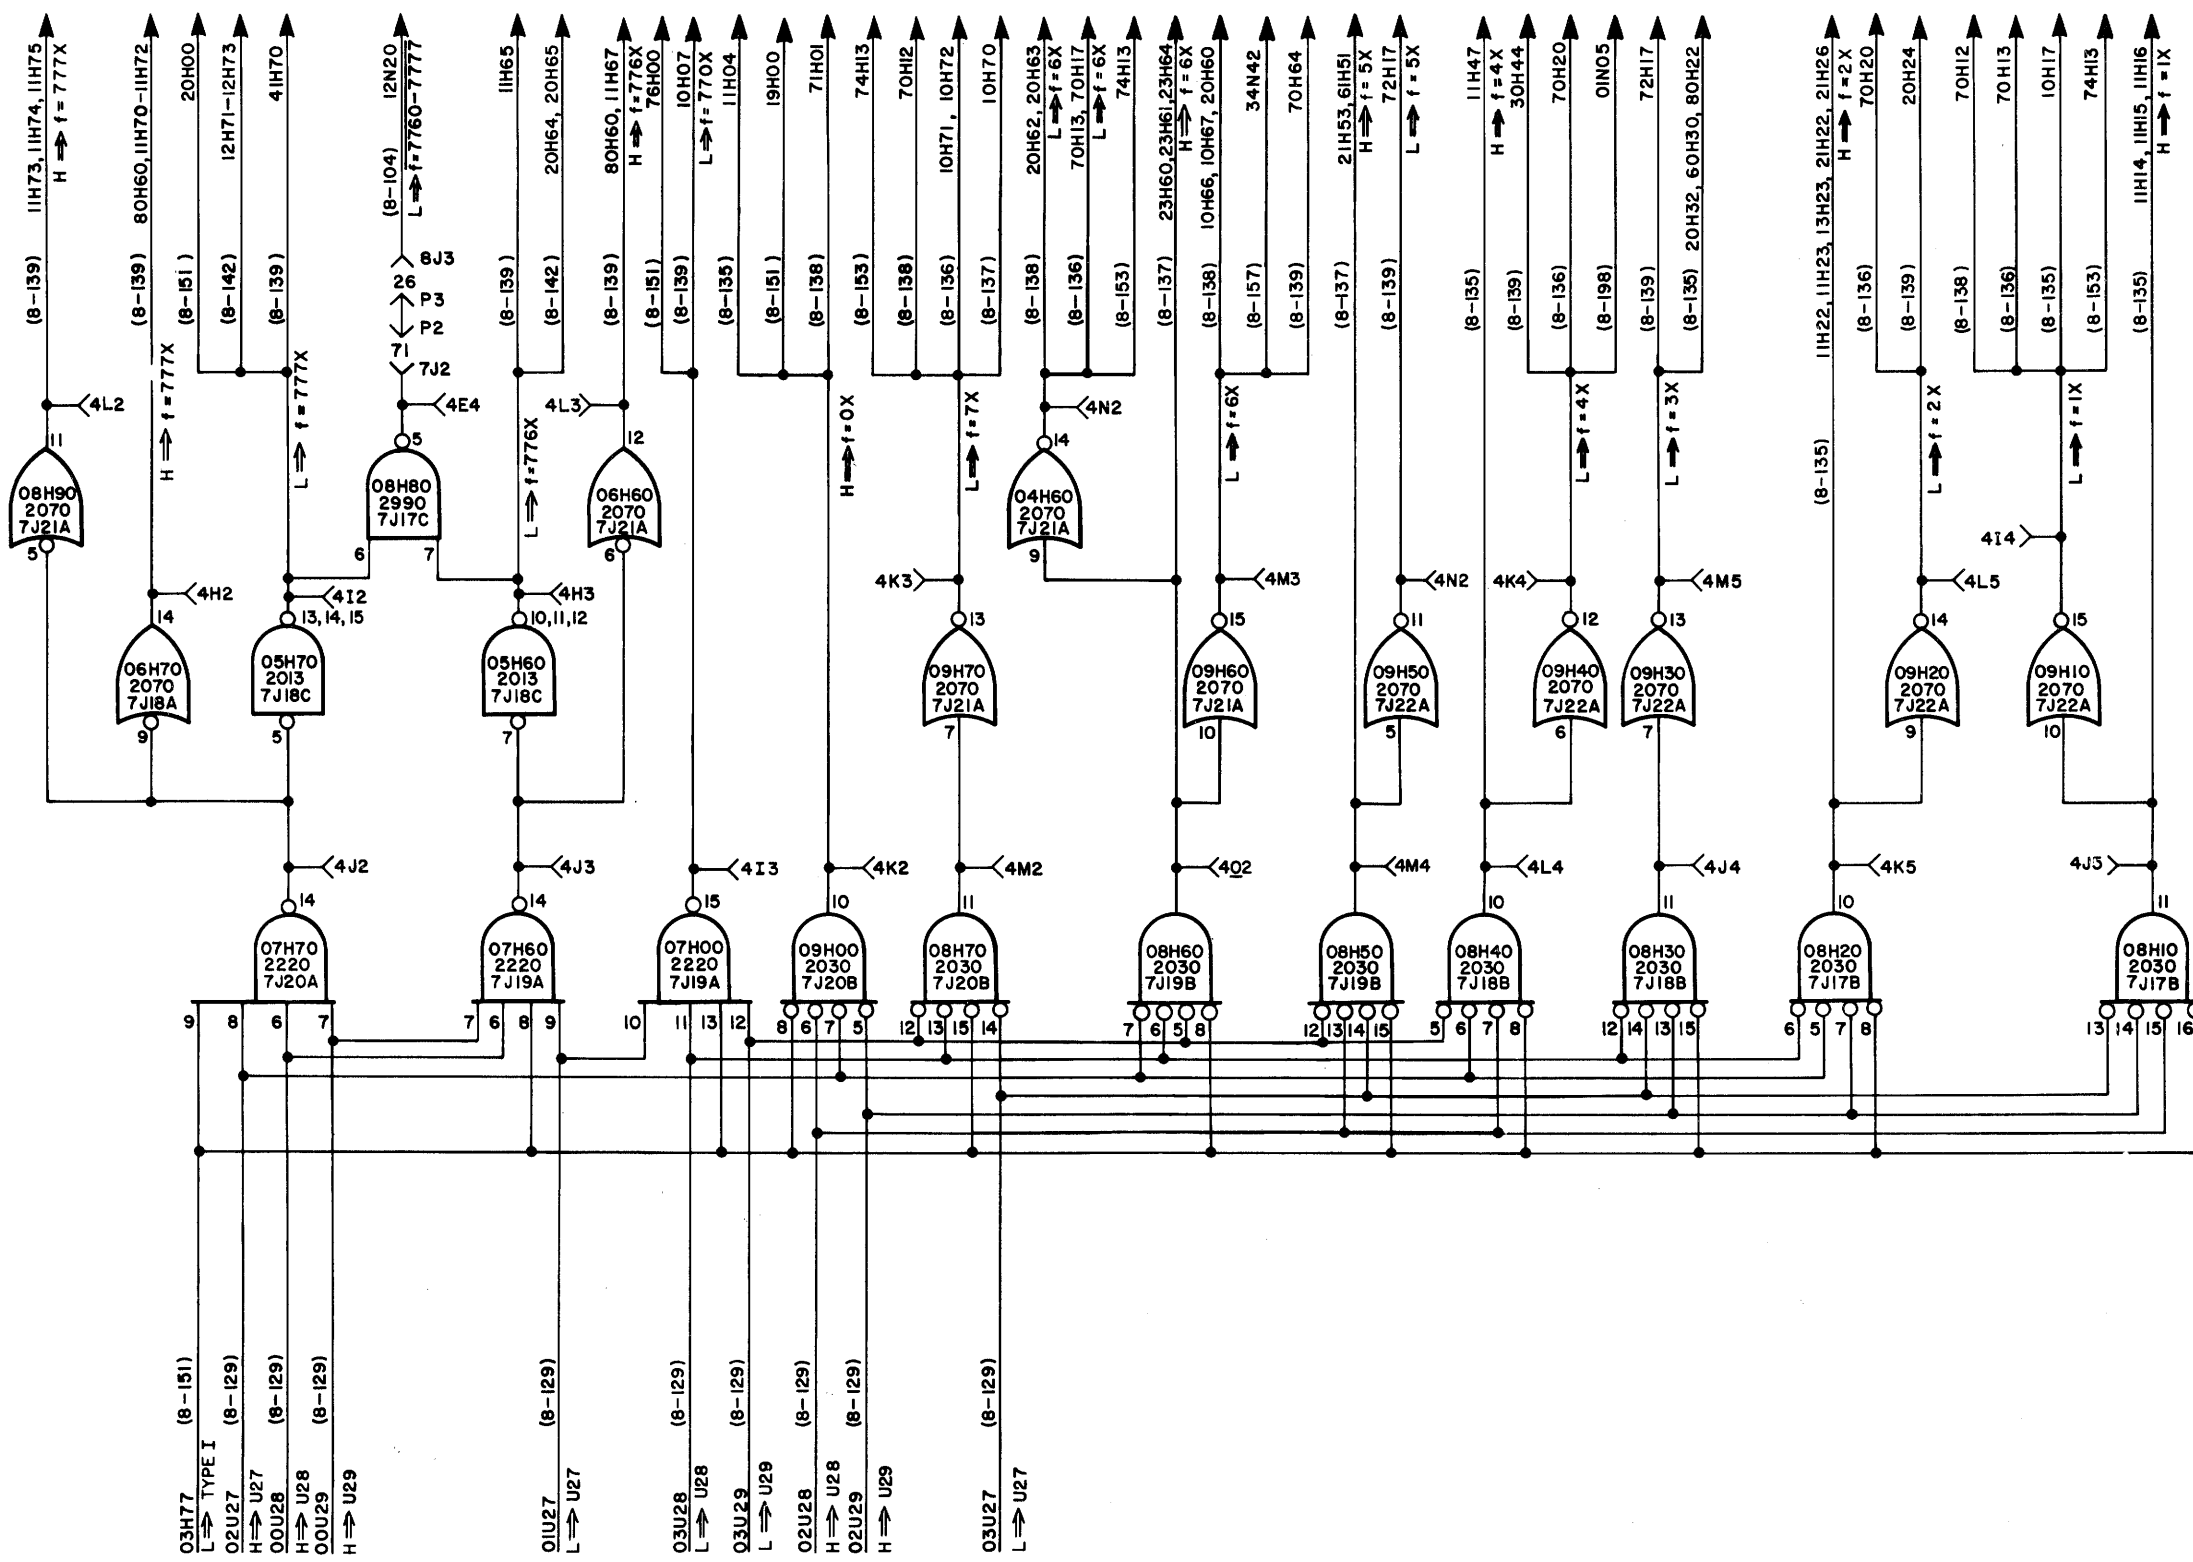 11H73, 11H74, 11H75
H ⟹ f = 777X
(8-139)
80H60, 11H70-11H72
(8-139)
H ⟹ f = 777X
20H00
(8-151)
12H71-12H73
(8-142)
41H70
(8-139)
L ⟹ f = 777X
12N20
(8-104)
L ⟹ f = 7760-7777
8J3
26
P3
P2
71
7J2
11H65
(8-139)
L ⟹ f = 776X
20H64, 20H65
(8-142)
80H60, 11H67
H ⟹ f = 776X
(8-139)
76H00
(8-151)
10H07
L ⟹ f = 770X
(8-139)
11H04
(8-135)
19H00
(8-151)
71H01
(8-138)
H ⟹ f = 0X
74H13
(8-153)
70H12
(8-138)
10H71, 10H72
(8-136)
L ⟹ f = 7X
10H70
(8-137)
20H62, 20H63
L ⟹ f = 6X
(8-138)
70H13, 70H17
L ⟹ f = 6X
(8-136)
74H13
(8-153)
23H60, 23H61, 23H64
H ⟹ f = 6X
(8-137)
10H66, 10H67, 20H60
(8-138)
L ⟹ f = 6X
34N42
(8-157)
70H64
(8-139)
21H53, 61H51
H ⟹ f = 5X
(8-137)
72H17
L ⟹ f = 5X
(8-139)
11H47
H ⟹ f = 4X
(8-135)
30H44
(8-139)
70H20
(8-136)
L ⟹ f = 4X
01N05
(8-198)
72H17
(8-139)
L ⟹ f = 3X
20H32, 60H30, 80H22
(8-135)
11H22, 11H23, 13H23, 21H22, 21H26
H ⟹ f = 2X
(8-135)
70H20
(8-136)
20H24
(8-139)
L ⟹ f = 2X
70H12
(8-138)
70H13
(8-136)
10H17
(8-135)
L ⟹ f = 1X
74H13
(8-153)
11H14, 11H15, 11H16
H ⟹ f = 1X
(8-135)
4L2
4E4
4L3
4N2
11
5
12
14
08H90
2070
7J21A
5
08H80
2990
7J17C
6
7
06H60
2070
7J21A
6
04H60
2070
7J21A
9
4I4
4H2
4I2
4H3
4K3
4M3
4N2
4K4
4M5
4L5
14
13, 14, 15
10, 11, 12
13
15
11
12
13
14
15
06H70
2070
7J18A
9
05H70
2013
7J18C
5
05H60
2013
7J18C
7
09H70
2070
7J21A
7
09H60
2070
7J21A
10
09H50
2070
7J22A
5
09H40
2070
7J22A
6
09H30
2070
7J22A
7
09H20
2070
7J22A
9
09H10
2070
7J22A
10
4J2
4J3
4I3
4K2
4M2
4O2
4M4
4L4
4J4
4K5
4J5
14
14
15
10
11
10
11
10
11
07H70
2220
7J20A
9 8 6 7
07H60
2220
7J19A
7 6 8 9
07H00
2220
7J19A
10 11 13 12
09H00
2030
7J20B
8 6 7 5
08H70
2030
7J20B
12 13 15 14
08H60
2030
7J19B
7 6 5 8
08H50
2030
7J19B
12 13 14 15
08H40
2030
7J18B
5 6 7 8
08H30
2030
7J18B
12 14 13 15
08H20
2030
7J17B
6 5 7 8
08H10
2030
7J17B
13 14 15 16
03H77
(8-151)
L ⟹ TYPE I
02U27
(8-129)
H ⟹ U27
00U28
(8-129)
H ⟹ U28
00U29
(8-129)
H ⟹ U29
01U27
(8-129)
L ⟹ U27
03U28
(8-129)
L ⟹ U28
03U29
(8-129)
L ⟹ U29
02U28
(8-129)
H ⟹ U28
02U29
(8-129)
H ⟹ U29
03U27
(8-129)
L ⟹ U27